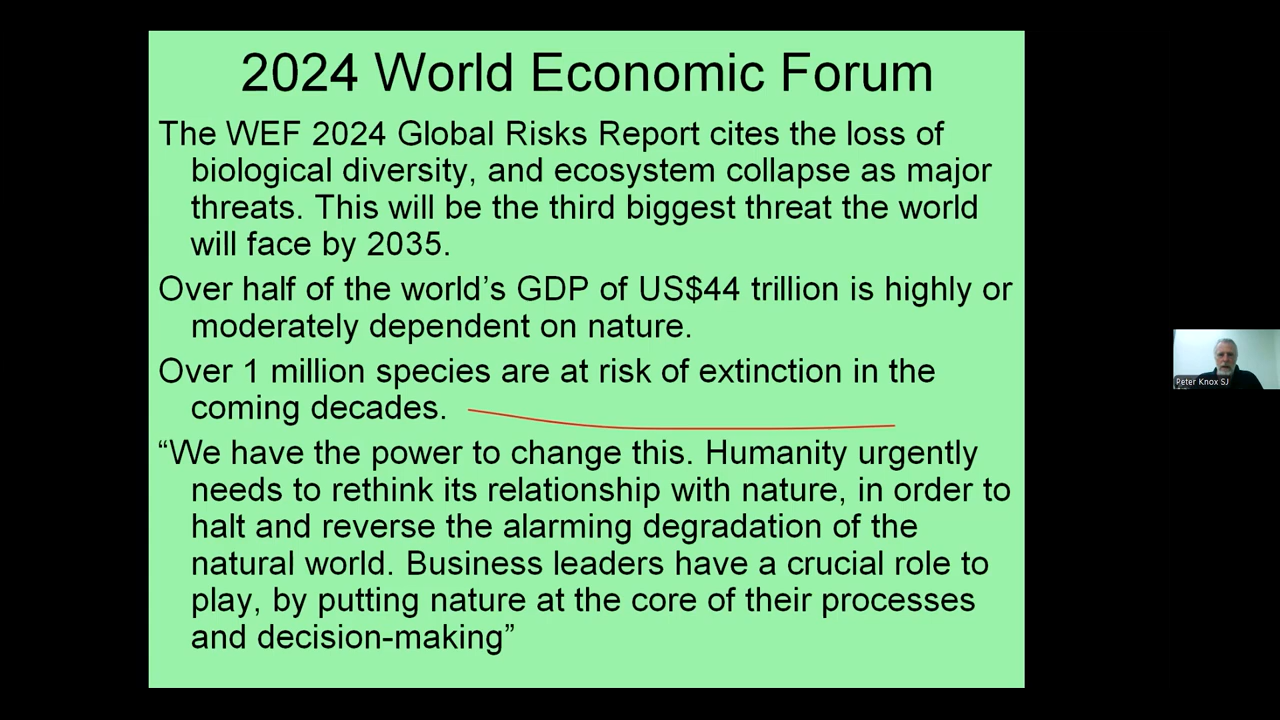 2024 World Economic Forum
The WEF 2024 Global Risks Report cites the loss of
biological diversity, and ecosystem collapse as major
threats. This will be the third biggest threat the world
will face by 2035.
Over half of the world’s GDP of US$44 trillion is highly or
moderately dependent on nature.
Over 1 million species are at risk of extinction in the
coming decades.
“We have the power to change this. Humanity urgently
needs to rethink its relationship with nature, in order to
halt and reverse the alarming degradation of the
natural world. Business leaders have a crucial role to
play, by putting nature at the core of their processes
and decision-making”
Peter Knox SJ